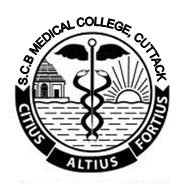 S.C.B MEDICAL COLLEGE, CUTTACK
CITIUS
ALTIUS
FORTIUS